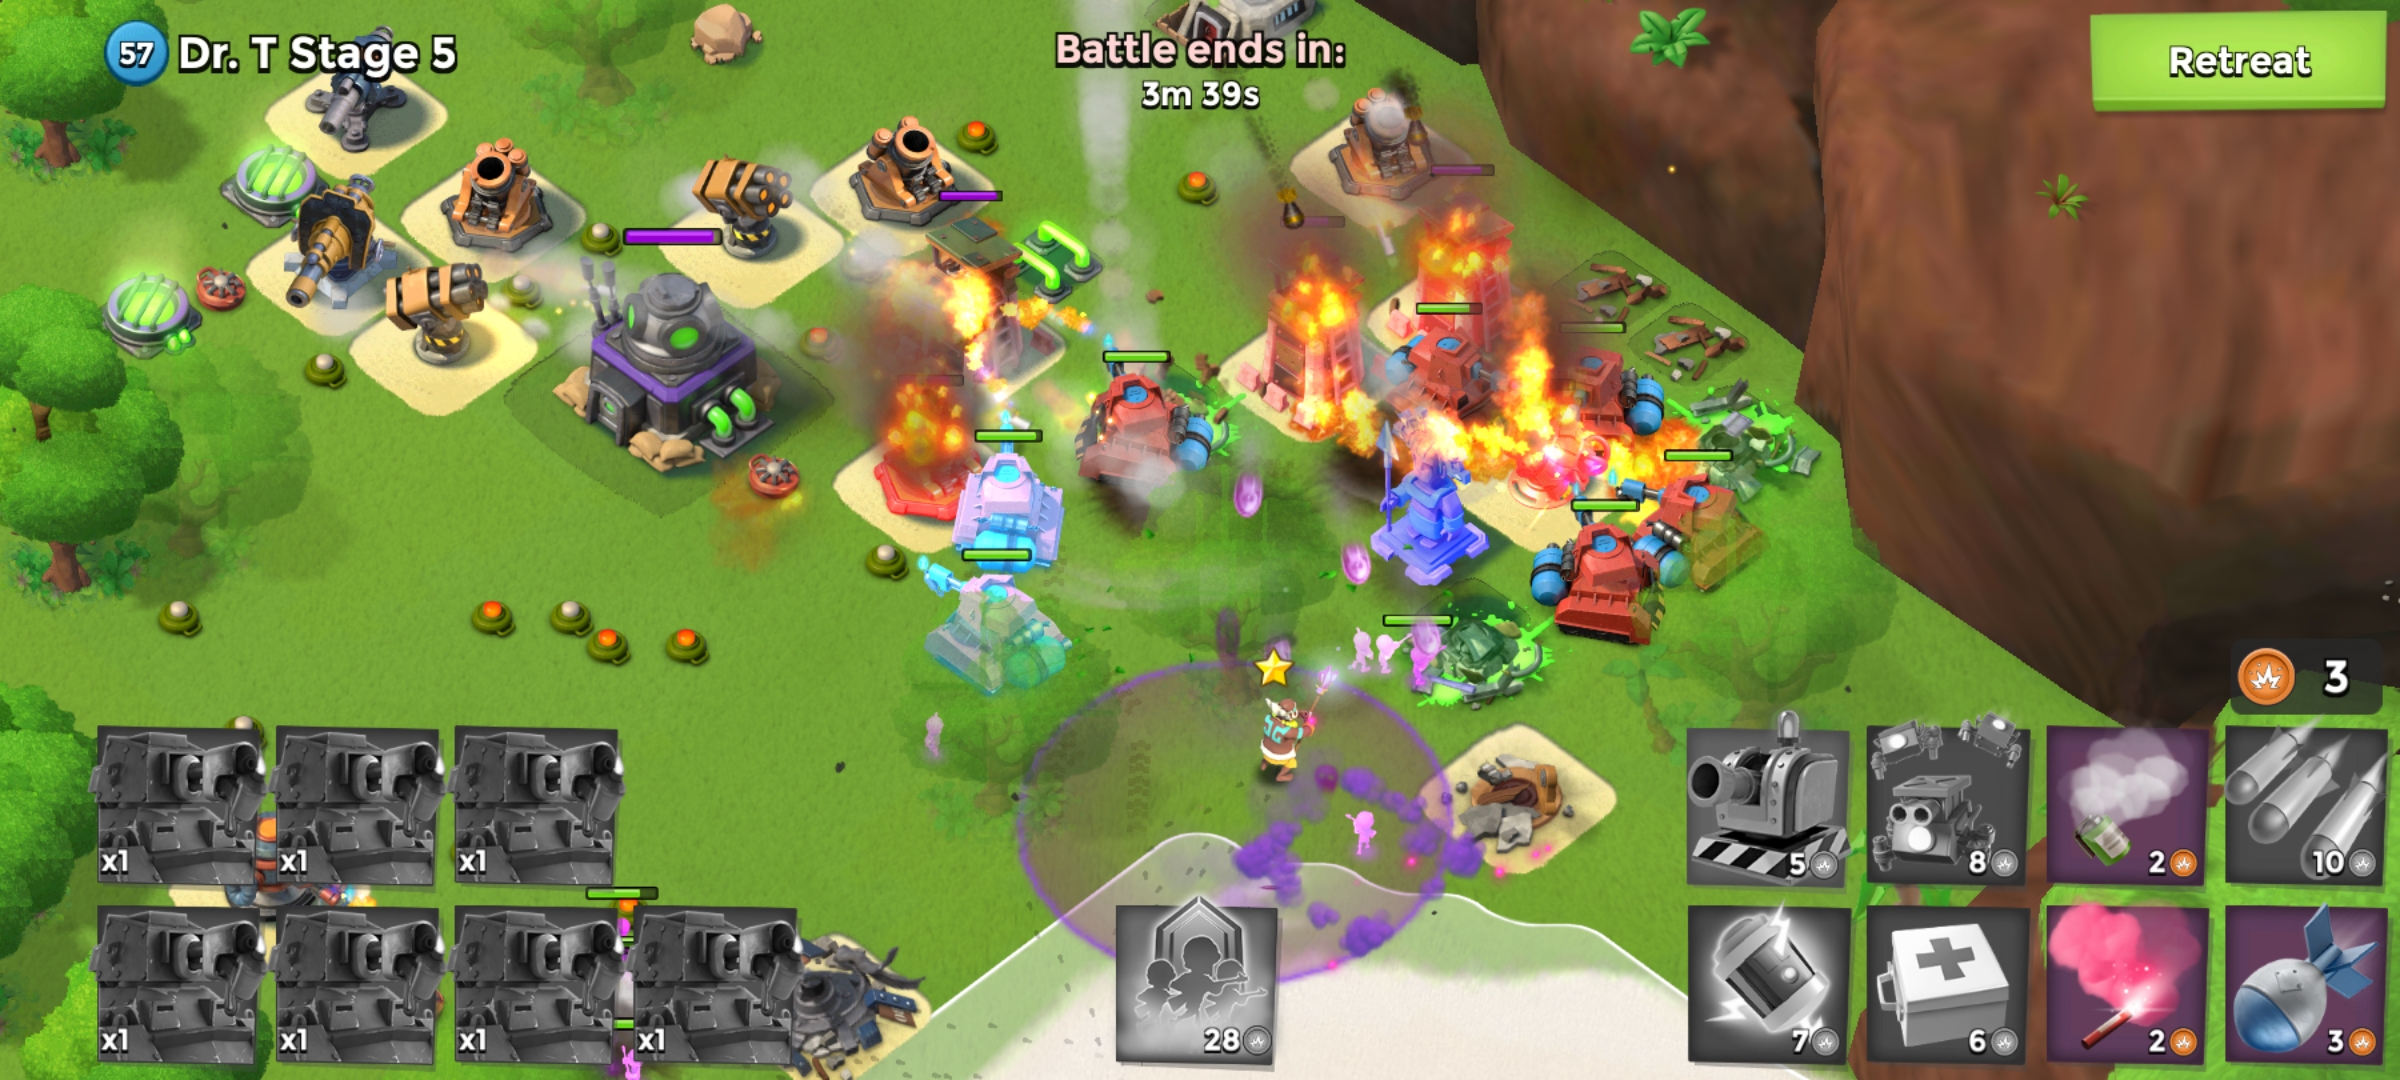 57 Dr. T Stage 5
Battle ends in:
3m 39s
Retreat
3
x1 x1 x1
5 8 2 10
x1 x1 x1 x1
28
7 6 2 3